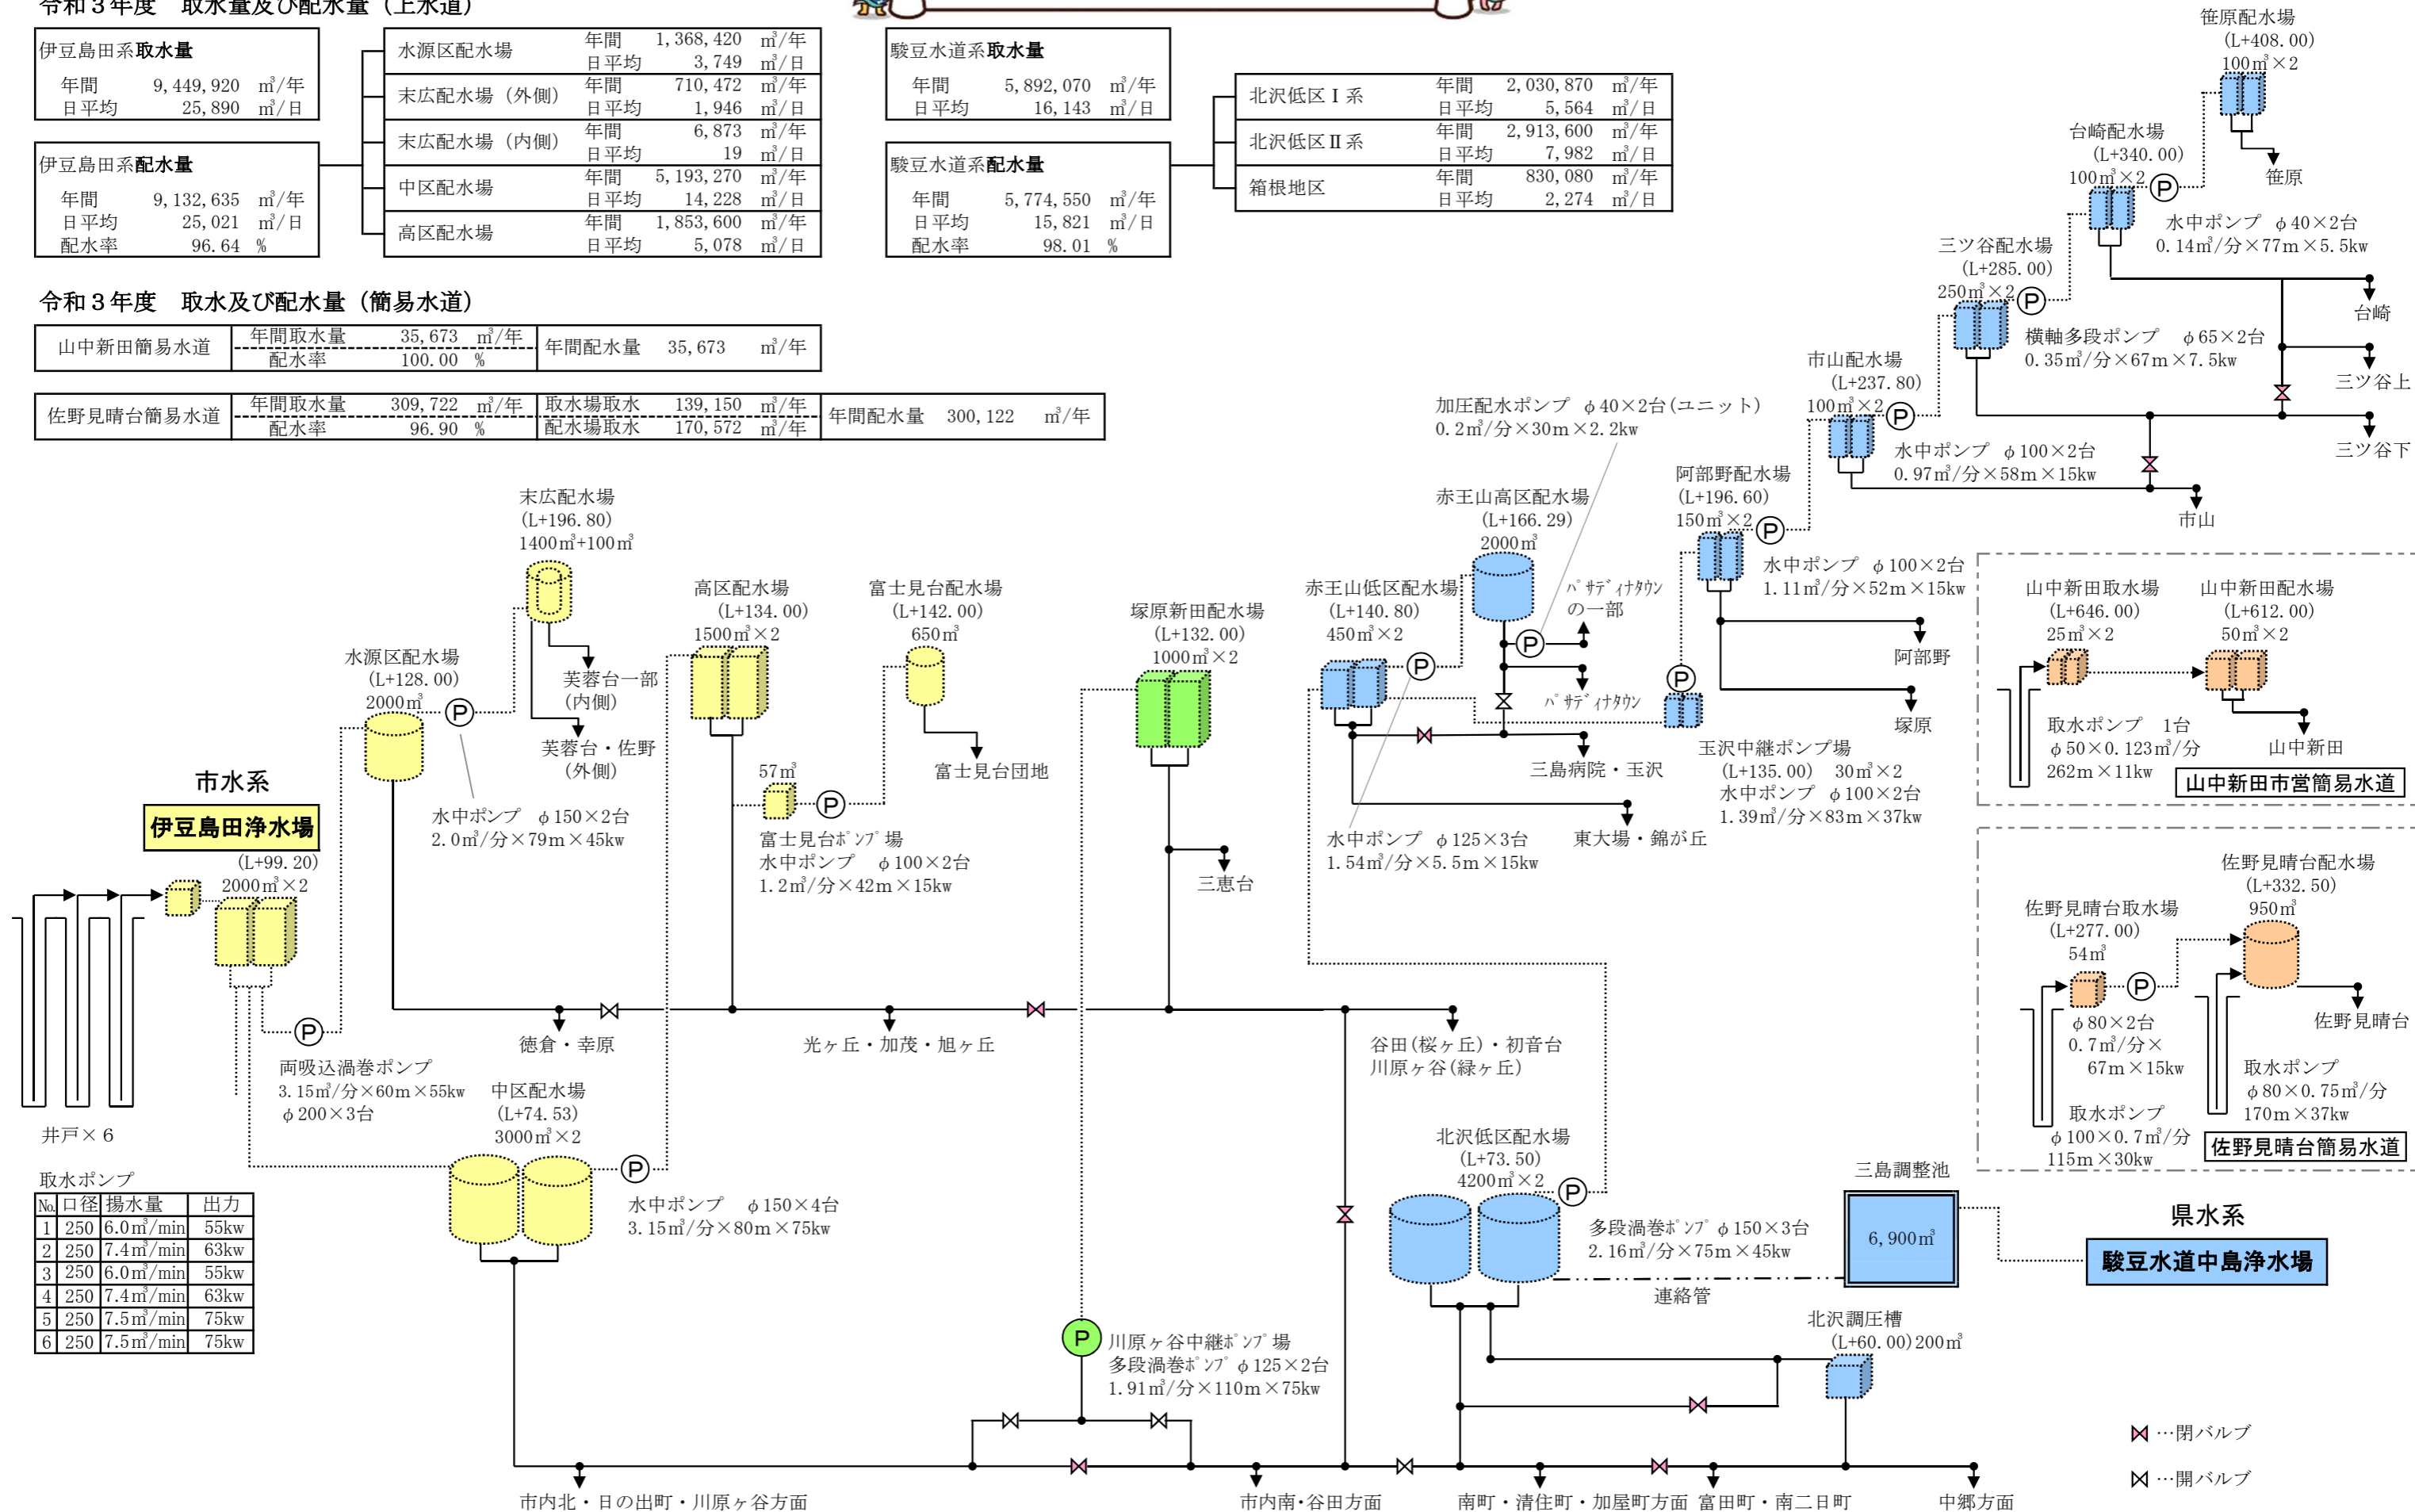 令和３年度　取水量及び配水量（上水道）
伊豆島田系取水量
年間　9,449,920　㎥/年
日平均　25,890　㎥/日
伊豆島田系配水量
年間　9,132,635　㎥/年
日平均　25,021　㎥/日
配水率　96.64　%
水源区配水場　年間　1,368,420　㎥/年
日平均　3,749　㎥/日
末広配水場（外側）　年間　710,472　㎥/年
日平均　1,946　㎥/日
末広配水場（内側）　年間　6,873　㎥/年
日平均　19　㎥/日
中区配水場　年間　5,193,270　㎥/年
日平均　14,228　㎥/日
高区配水場　年間　1,853,600　㎥/年
日平均　5,078　㎥/日
駿豆水道系取水量
年間　5,892,070　㎥/年
日平均　16,143　㎥/日
駿豆水道系配水量
年間　5,774,550　㎥/年
日平均　15,821　㎥/日
配水率　98.01　%
北沢低区Ⅰ系　年間　2,030,870　㎥/年
日平均　5,564　㎥/日
北沢低区Ⅱ系　年間　2,913,600　㎥/年
日平均　7,982　㎥/日
箱根地区　年間　830,080　㎥/年
日平均　2,274　㎥/日
令和３年度　取水及び配水量（簡易水道）
山中新田簡易水道　年間取水量　35,673　㎥/年　年間配水量　35,673　㎥/年
配水率　100.00　%
佐野見晴台簡易水道　年間取水量　309,722　㎥/年　取水場取水　139,150　㎥/年　年間配水量　300,122　㎥/年
配水率　96.90　%　配水場取水　170,572　㎥/年
笹原配水場
(L+408.00)
100㎥×2
笹原
台崎配水場
(L+340.00)
100㎥×2
P
水中ポンプ　φ40×2台
0.14㎥/分×77m×5.5kw
台崎
三ツ谷配水場
(L+285.00)
250㎥×2
P
横軸多段ポンプ　φ65×2台
0.35㎥/分×67m×7.5kw
三ツ谷上
三ツ谷下
市山配水場
(L+237.80)
100㎥×2
P
水中ポンプ　φ100×2台
0.97㎥/分×58m×15kw
市山
加圧配水ポンプ　φ40×2台(ユニット)
0.2㎥/分×30m×2.2kw
阿部野配水場
(L+196.60)
150㎥×2
P
水中ポンプ　φ100×2台
1.11㎥/分×52m×15kw
阿部野
塚原
赤王山高区配水場
(L+166.29)
2000㎥
P
ﾊﾟｻﾃﾞｨﾅﾀｳﾝ
の一部
ﾊﾟｻﾃﾞｨﾅﾀｳﾝ
赤王山低区配水場
(L+140.80)
450㎥×2
P
P
三島病院・玉沢
玉沢中継ポンプ場
(L+135.00)　30㎥×2
水中ポンプ　φ100×2台
1.39㎥/分×83m×37kw
東大場・錦が丘
水中ポンプ　φ125×3台
1.54㎥/分×5.5m×15kw
末広配水場
(L+196.80)
1400㎥+100㎥
芙蓉台一部
(内側)
芙蓉台・佐野
(外側)
水源区配水場
(L+128.00)
2000㎥
P
水中ポンプ　φ150×2台
2.0㎥/分×79m×45kw
高区配水場
(L+134.00)
1500㎥×2
富士見台配水場
(L+142.00)
650㎥
富士見台団地
57㎥
P
富士見台ﾎﾟﾝﾌﾟ場
水中ポンプ　φ100×2台
1.2㎥/分×42m×15kw
塚原新田配水場
(L+132.00)
1000㎥×2
三恵台
市水系
伊豆島田浄水場
(L+99.20)
2000㎥×2
P
両吸込渦巻ポンプ
3.15㎥/分×60m×55kw
φ200×3台
井戸×６
徳倉・幸原
光ヶ丘・加茂・旭ヶ丘
谷田(桜ヶ丘)・初音台
川原ヶ谷(緑ヶ丘)
中区配水場
(L+74.53)
3000㎥×2
P
水中ポンプ　φ150×4台
3.15㎥/分×80m×75kw
取水ポンプ
№　口径　揚水量　出力
1　250　6.0㎥/min　55kw
2　250　7.4㎥/min　63kw
3　250　6.0㎥/min　55kw
4　250　7.4㎥/min　63kw
5　250　7.5㎥/min　75kw
6　250　7.5㎥/min　75kw
山中新田取水場
(L+646.00)
25㎥×2
山中新田配水場
(L+612.00)
50㎥×2
取水ポンプ　1台
φ50×0.123㎥/分
262m×11kw
山中新田
山中新田市営簡易水道
佐野見晴台配水場
(L+332.50)
950㎥
佐野見晴台取水場
(L+277.00)
54㎥
P
φ80×2台
0.7㎥/分×
67m×15kw
佐野見晴台
取水ポンプ
φ80×0.75㎥/分
170m×37kw
取水ポンプ
φ100×0.7㎥/分
115m×30kw
佐野見晴台簡易水道
北沢低区配水場
(L+73.50)
4200㎥×2
P
多段渦巻ﾎﾟﾝﾌﾟφ150×3台
2.16㎥/分×75m×45kw
連絡管
三島調整池
6,900㎥
県水系
駿豆水道中島浄水場
北沢調圧槽
(L+60.00)200㎥
P
川原ヶ谷中継ﾎﾟﾝﾌﾟ場
多段渦巻ﾎﾟﾝﾌﾟφ125×2台
1.91㎥/分×110m×75kw
市内北・日の出町・川原ヶ谷方面
市内南・谷田方面
南町・清住町・加屋町方面
富田町・南二日町
中郷方面
…閉バルブ
…開バルブ